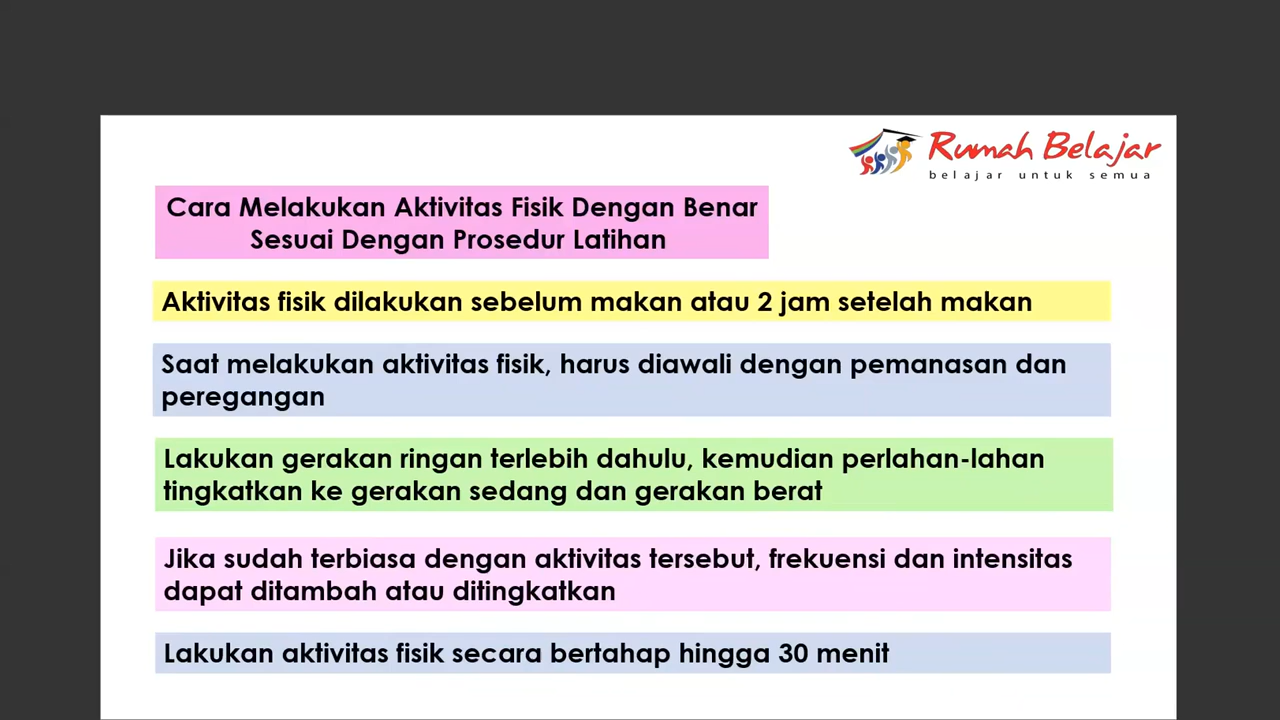 Rumah Belajar
belajar untuk semua
Cara Melakukan Aktivitas Fisik Dengan Benar
Sesuai Dengan Prosedur Latihan
Aktivitas fisik dilakukan sebelum makan atau 2 jam setelah makan
Saat melakukan aktivitas fisik, harus diawali dengan pemanasan dan
peregangan
Lakukan gerakan ringan terlebih dahulu, kemudian perlahan-lahan
tingkatkan ke gerakan sedang dan gerakan berat
Jika sudah terbiasa dengan aktivitas tersebut, frekuensi dan intensitas
dapat ditambah atau ditingkatkan
Lakukan aktivitas fisik secara bertahap hingga 30 menit